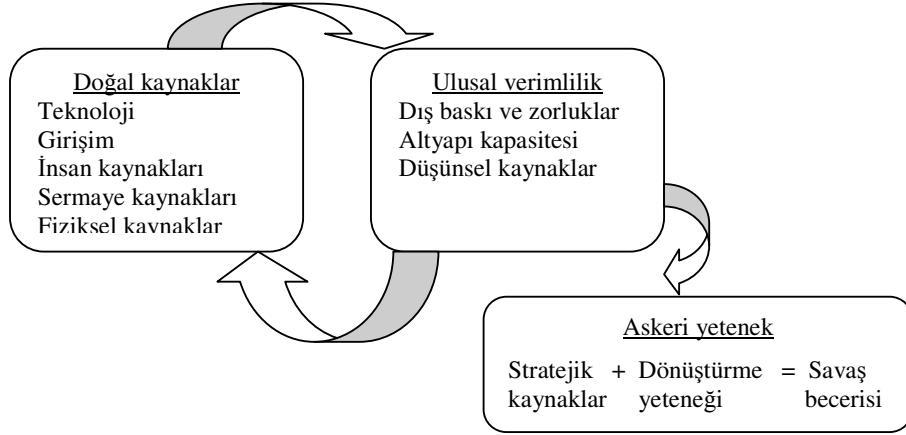 Doğal kaynaklar
Teknoloji
Girişim
İnsan kaynakları
Sermaye kaynakları
Fiziksel kaynaklar
Ulusal verimlilik
Dış baskı ve zorluklar
Altyapı kapasitesi
Düşünsel kaynaklar
Askeri yetenek
Stratejik + Dönüştürme = Savaş
kaynaklar yeteneği becerisi